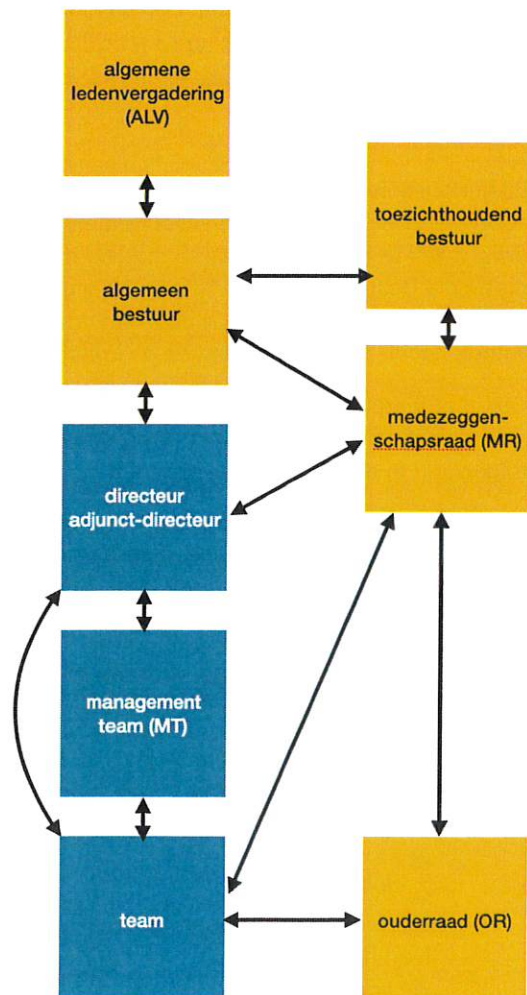 algemene
ledenvergadering
(ALV)
toezichthoudend
bestuur
algemeen
bestuur
medezeggen-
schapsraad (MR)
directeur
adjunct-directeur
management
team (MT)
team
ouderraad (OR)